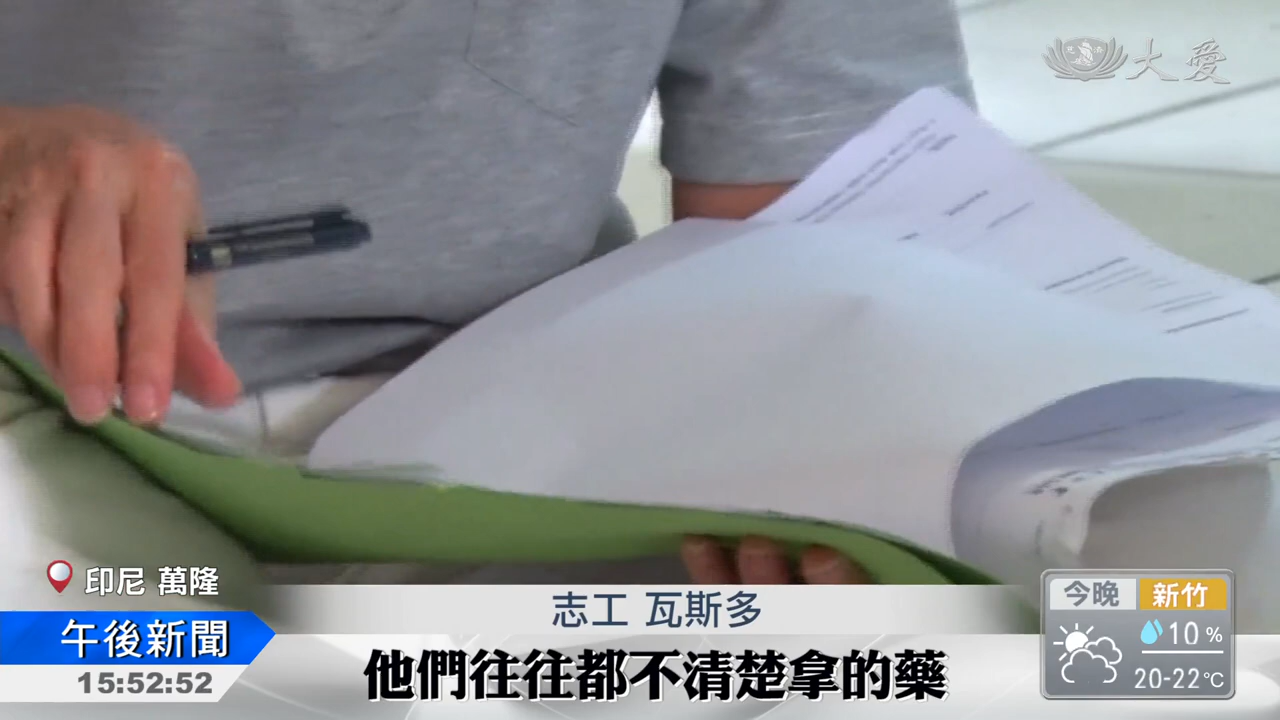 大愛
印尼 萬隆
志工 瓦斯多
今晚 新竹
午後新聞
10 %
他們往往都不清楚拿的藥
15:52:52
20-22℃